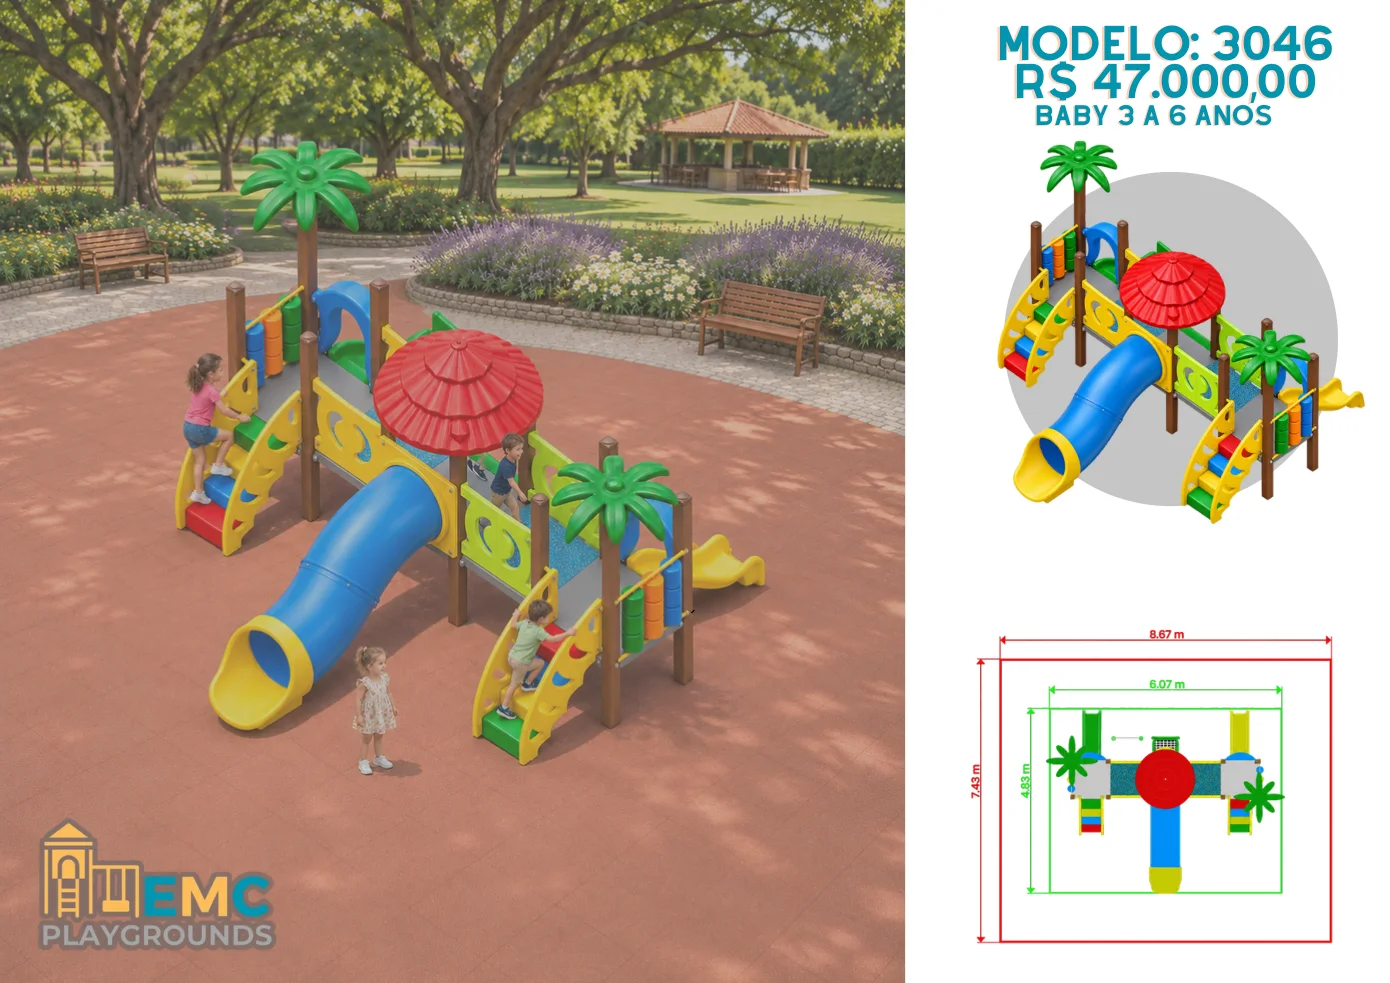 MODELO: 3046
R$ 47.000,00
BABY 3 A 6 ANOS
8.67 m
6.07 m
7.43 m
4.83 m
EMC
PLAYGROUNDS